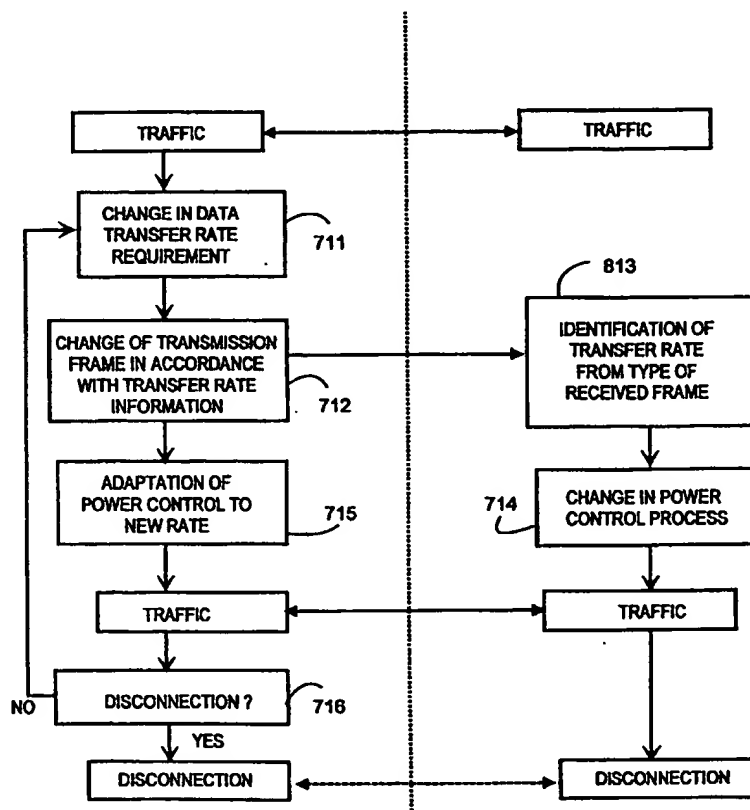 TRAFFIC
TRAFFIC
CHANGE IN DATA
TRANSFER RATE
REQUIREMENT
711
813
CHANGE OF TRANSMISSION
FRAME IN ACCORDANCE
WITH TRANSFER RATE
INFORMATION
712
IDENTIFICATION OF
TRANSFER RATE
FROM TYPE OF
RECEIVED FRAME
ADAPTATION OF
POWER CONTROL TO
NEW RATE
715
714
CHANGE IN POWER
CONTROL PROCESS
TRAFFIC
TRAFFIC
DISCONNECTION ?
716
NO
YES
DISCONNECTION
DISCONNECTION